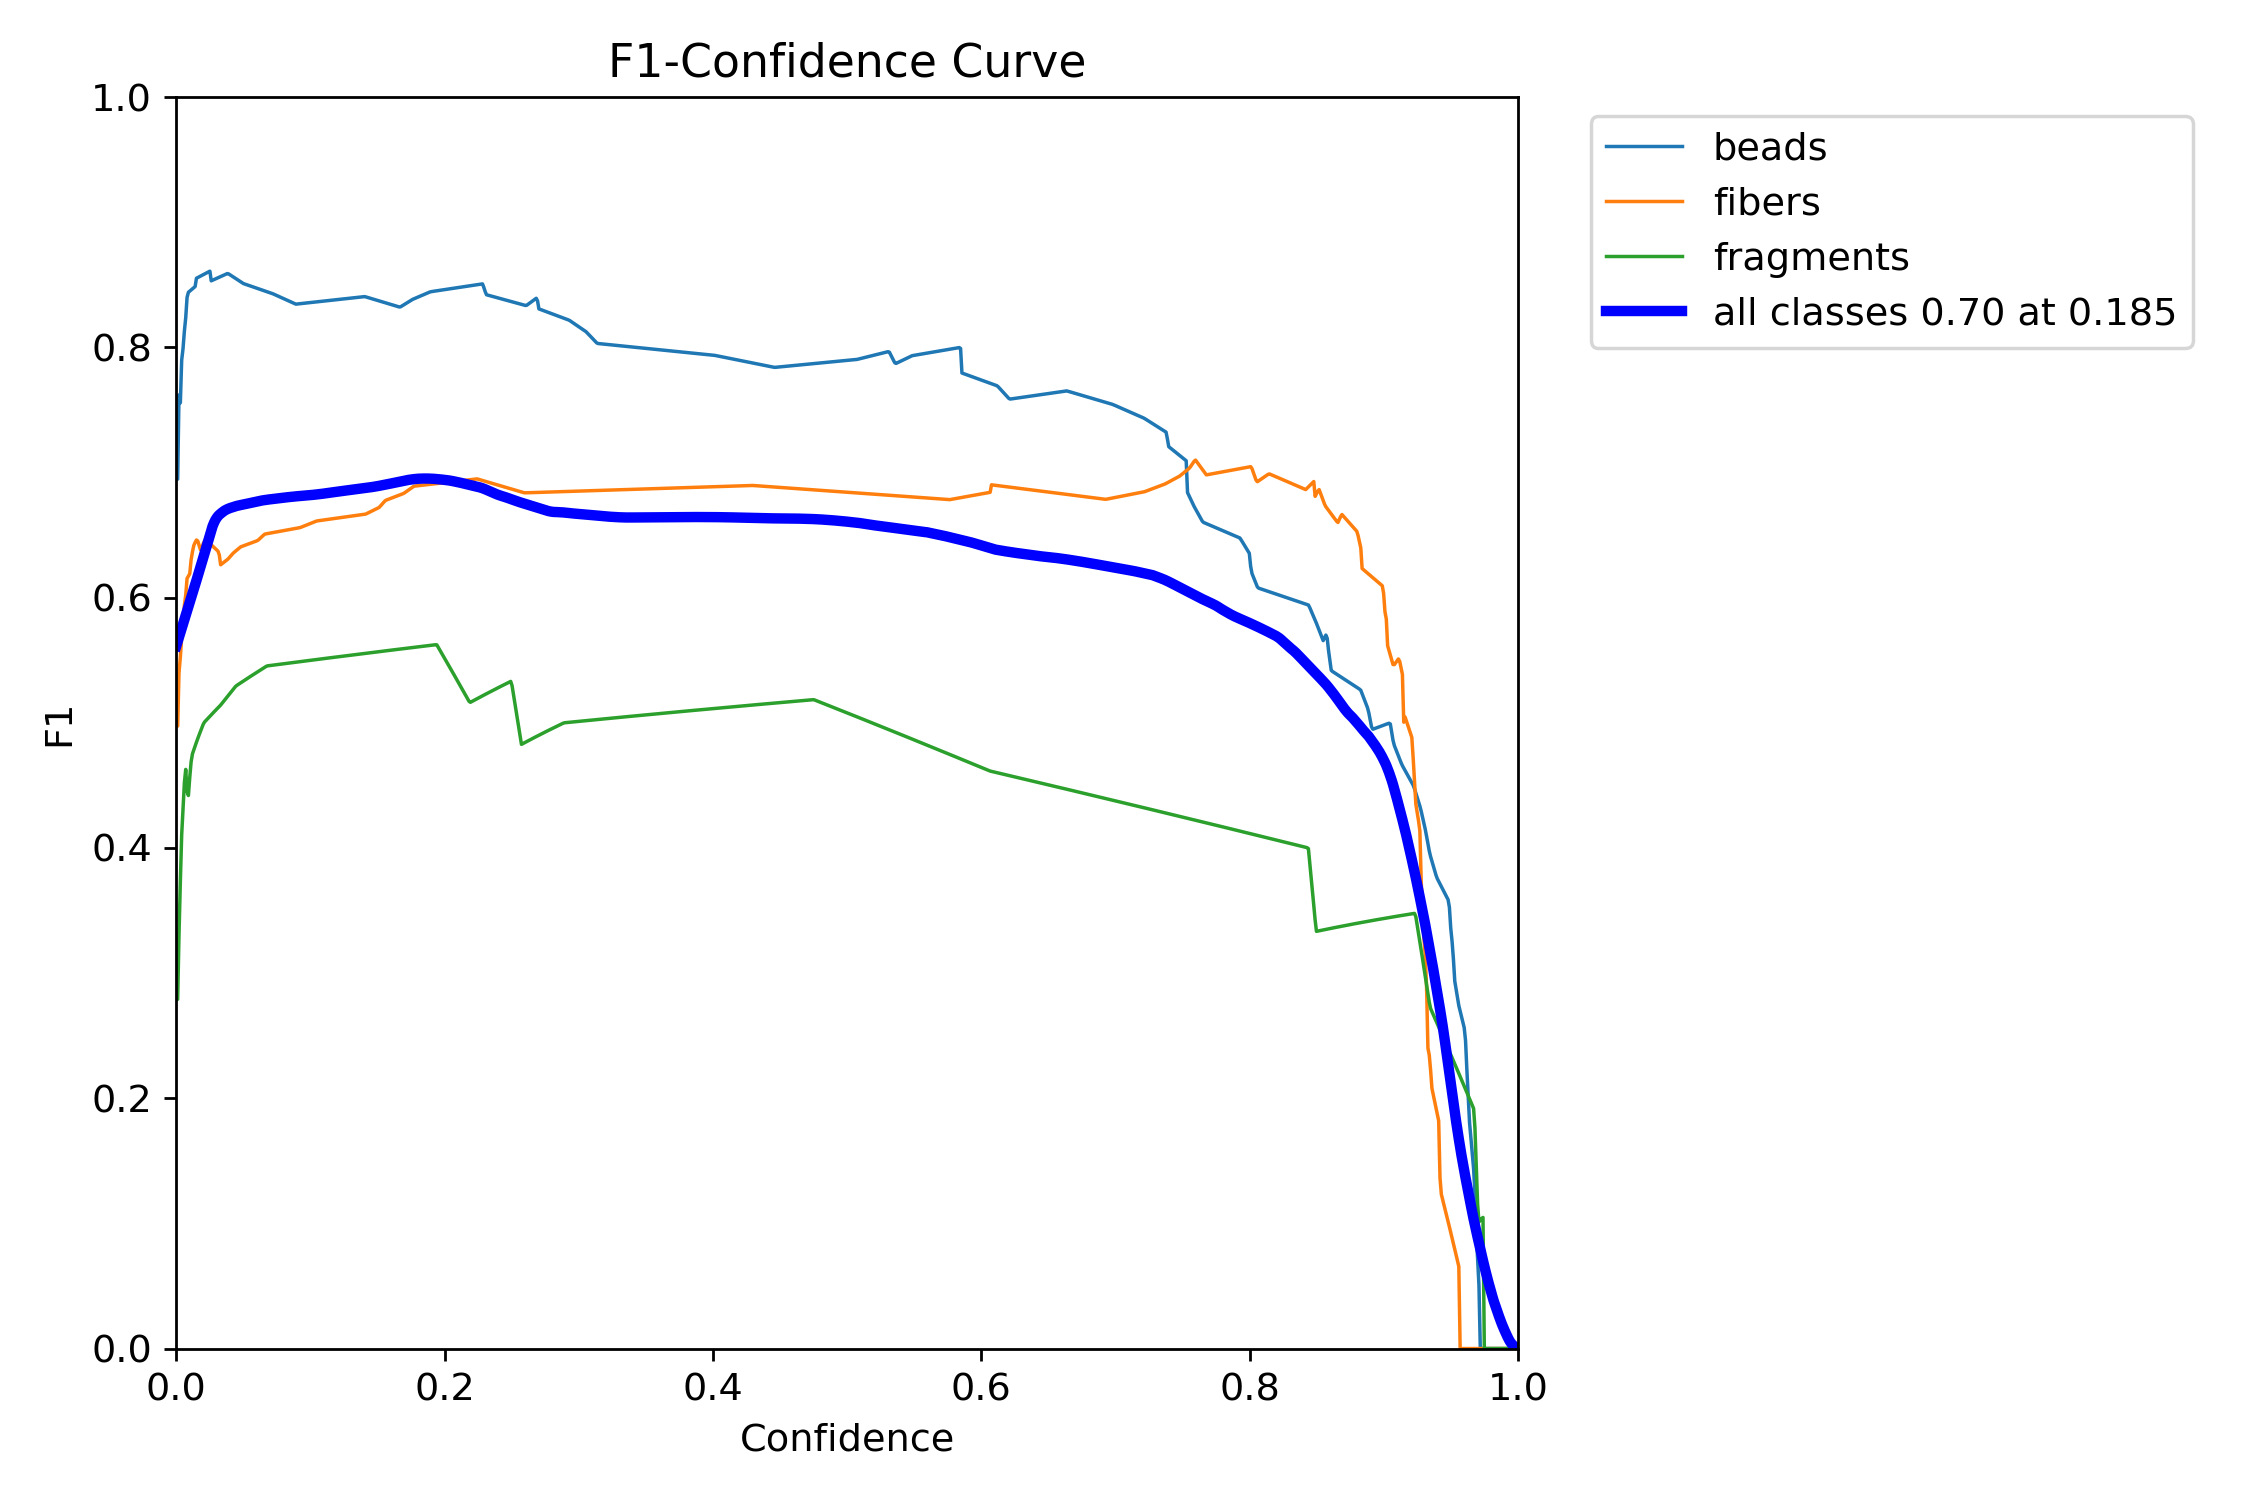 F1-Confidence Curve
1.0
0.8
0.6
0.4
0.2
0.0
F1
0.0 0.2 0.4 0.6 0.8 1.0
Confidence
beads
fibers
fragments
all classes 0.70 at 0.185